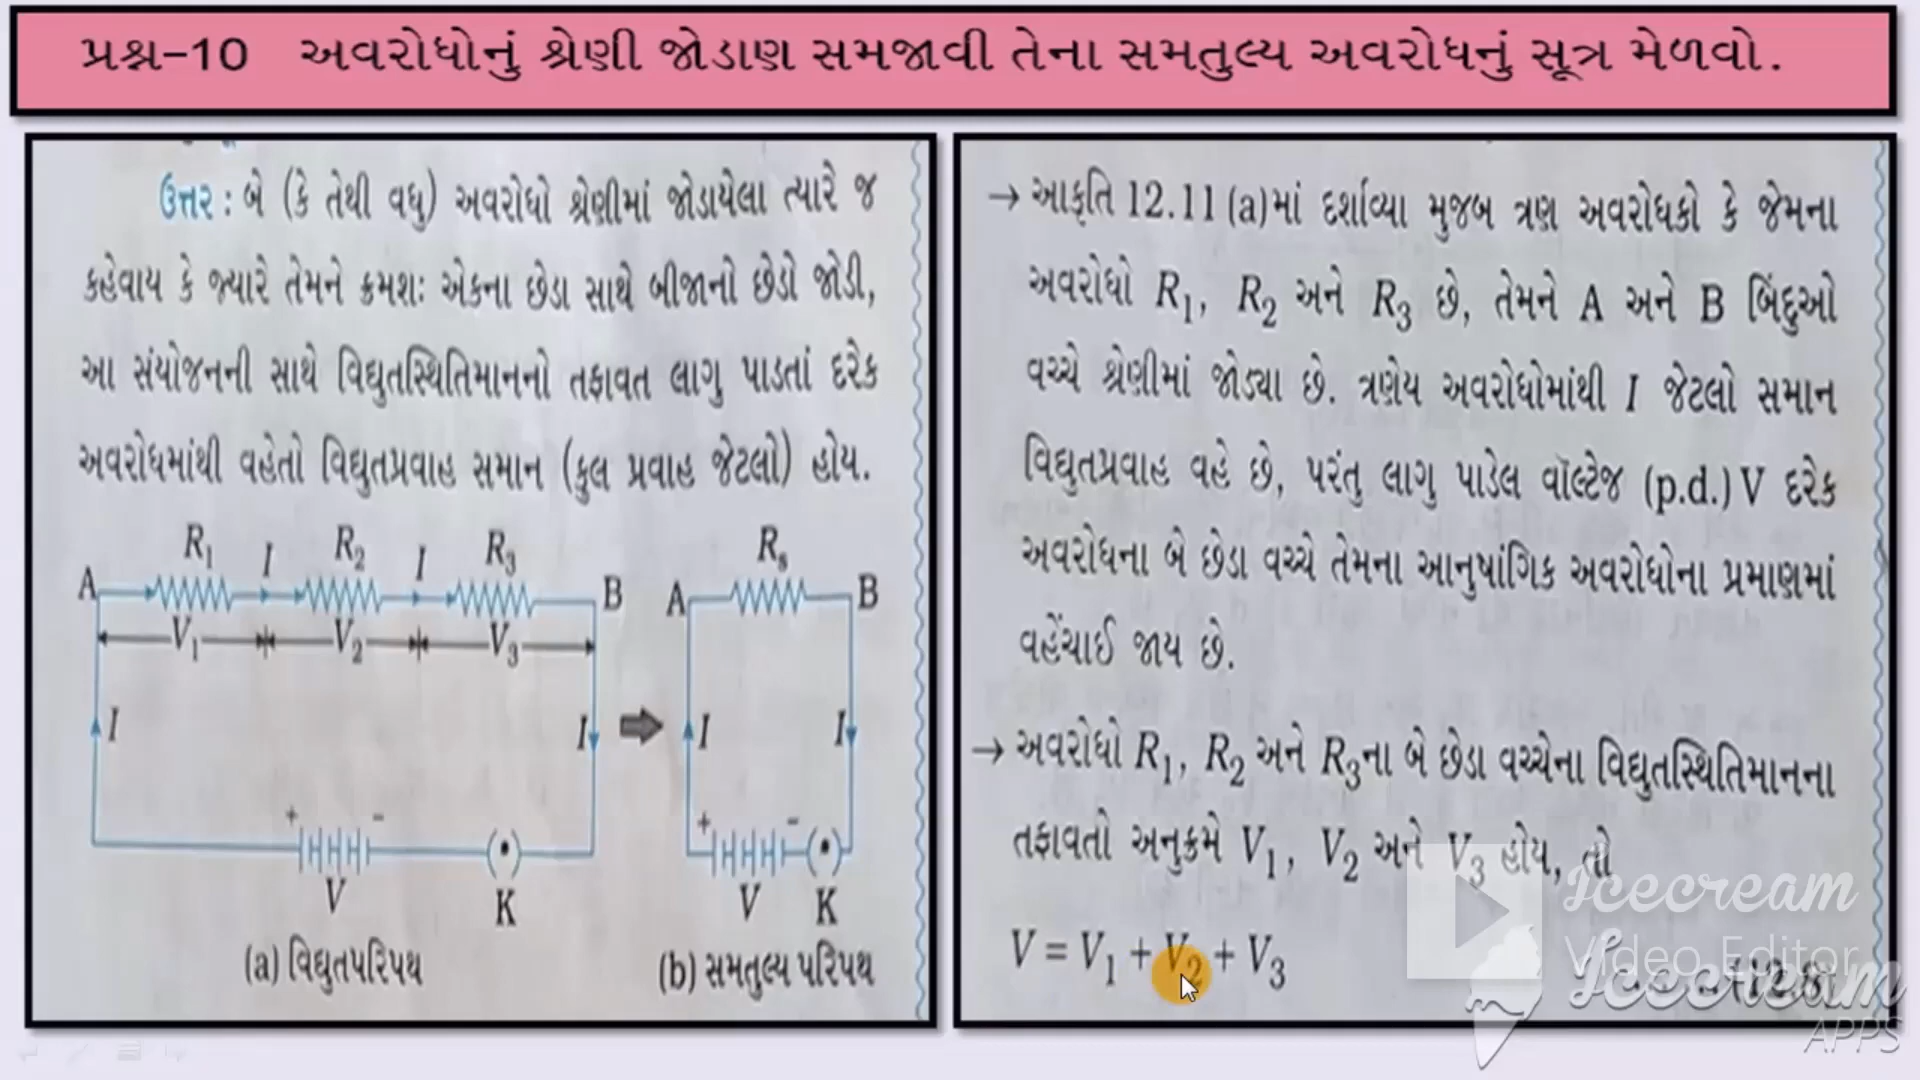 પ્રશ્ન-10 અવરોધોનું શ્રેણી જોડાણ સમજાવી તેના સમતુલ્ય અવરોધનું સૂત્ર મેળવો.
ઉત્તર : બે (કે તેથી વધુ) અવરોધો શ્રેણીમાં જોડાયેલા ત્યારે જ
કહેવાય કે જ્યારે તેમને ક્રમશઃ એકના છેડા સાથે બીજાનો છેડો જોડી,
આ સંયોજનની સાથે વિદ્યુતસ્થિતિમાનનો તફાવત લાગુ પાડતાં દરેક
અવરોધમાંથી વહેતો વિદ્યુતપ્રવાહ સમાન (કુલ પ્રવાહ જેટલો) હોય.
R₁ I R₂ I R₃
A B
V₁ V₂ V₃
I I
+ -
V K
(a) વિદ્યુતપરિપથ
Rₛ
A B
I I
+ -
V K
(b) સમતુલ્ય પરિપથ
→ આકૃતિ 12.11 (a)માં દર્શાવ્યા મુજબ ત્રણ અવરોધકો કે જેમના
અવરોધો R₁, R₂ અને R₃ છે, તેમને A અને B બિંદુઓ
વચ્ચે શ્રેણીમાં જોડ્યા છે. ત્રણેય અવરોધોમાંથી I જેટલો સમાન
વિદ્યુતપ્રવાહ વહે છે, પરંતુ લાગુ પાડેલ વૉલ્ટેજ (p.d.) V દરેક
અવરોધના બે છેડા વચ્ચે તેમના આનુષાંગિક અવરોધોના પ્રમાણમાં
વહેંચાઈ જાય છે.
→ અવરોધો R₁, R₂ અને R₃ના બે છેડા વચ્ચેના વિદ્યુતસ્થિતિમાનના
તફાવતો અનુક્રમે V₁, V₂ અને V₃ હોય, તો
V = V₁ + V₂ + V₃
Icecream
Video Editor
Icecream
APPS